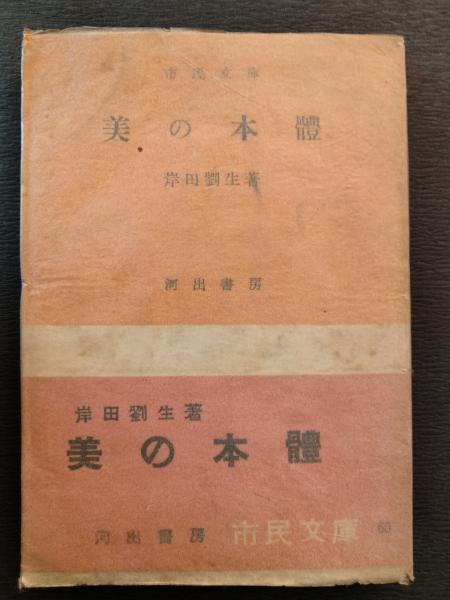 市民文庫
美の本體
岸田劉生著
河出書房
岸田劉生著
美の本體
河出書房 市民文庫 60